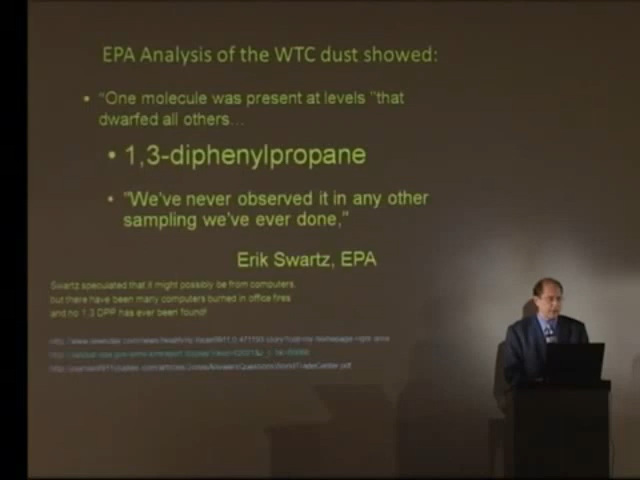 EPA Analysis of the WTC dust showed:
• "One molecule was present at levels "that
dwarfed all others…
• 1,3-diphenylpropane
• "We've never observed it in any other
sampling we've ever done,"
Erik Swartz, EPA
Swartz speculated that it might possibly be from computers,
but there have been many computers burned in office fires
and no 1,3 DPP has ever been found!